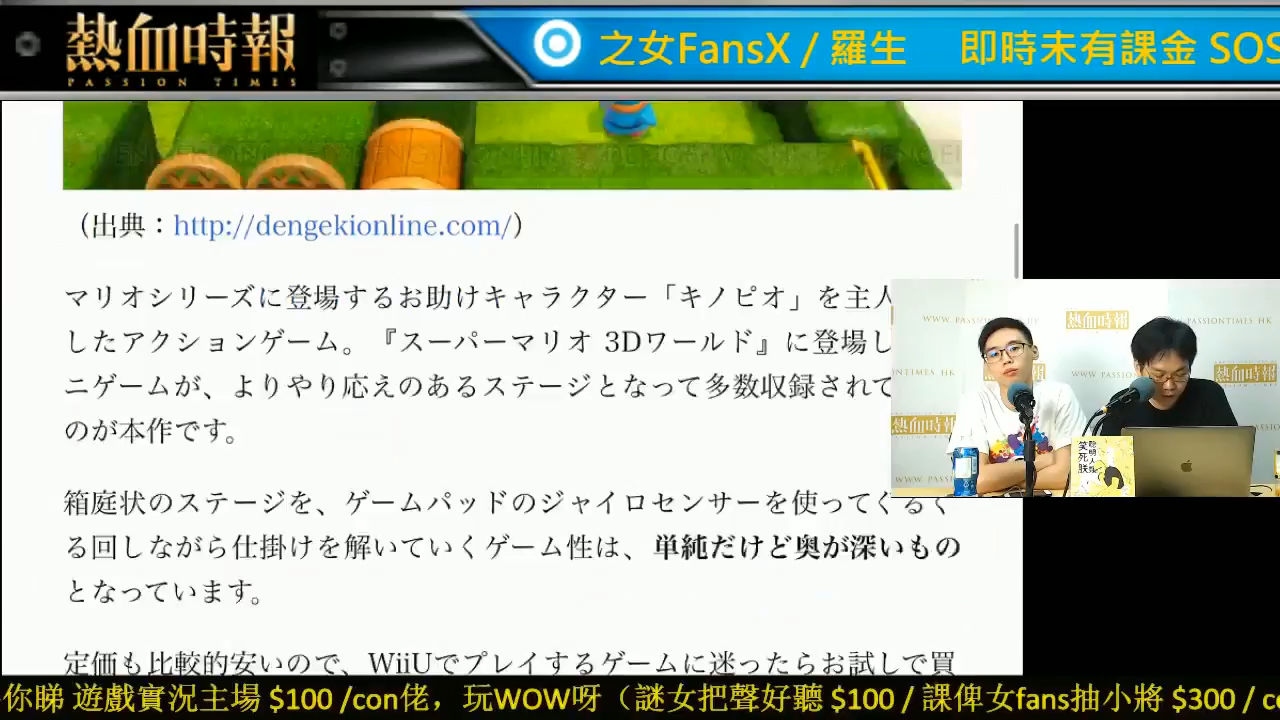 熱血時報
PASSION TIMES
之女FansX / 羅生 即時未有課金 SOS
（出典：http://dengekionline.com/）
マリオシリーズに登場するお助けキャラクター「キノピオ」を主人
したアクションゲーム。『スーパーマリオ 3Dワールド』に登場し
ニゲームが、よりやり応えのあるステージとなって多数収録されて
のが本作です。
箱庭状のステージを、ゲームパッドのジャイロセンサーを使ってくるく
る回しながら仕掛けを解いていくゲーム性は、単純だけど奥が深いもの
となっています。
定価も比較的安いので、WiiUでプレイするゲームに迷ったらお試しで買
WWW.PASSIONTIMES.HK
熱血時報
笑死朕
你睇 遊戲實況主場 $100 /con佬，玩WOW呀（謎女把聲好聽 $100 / 課俾女fans抽小將 $300 / c